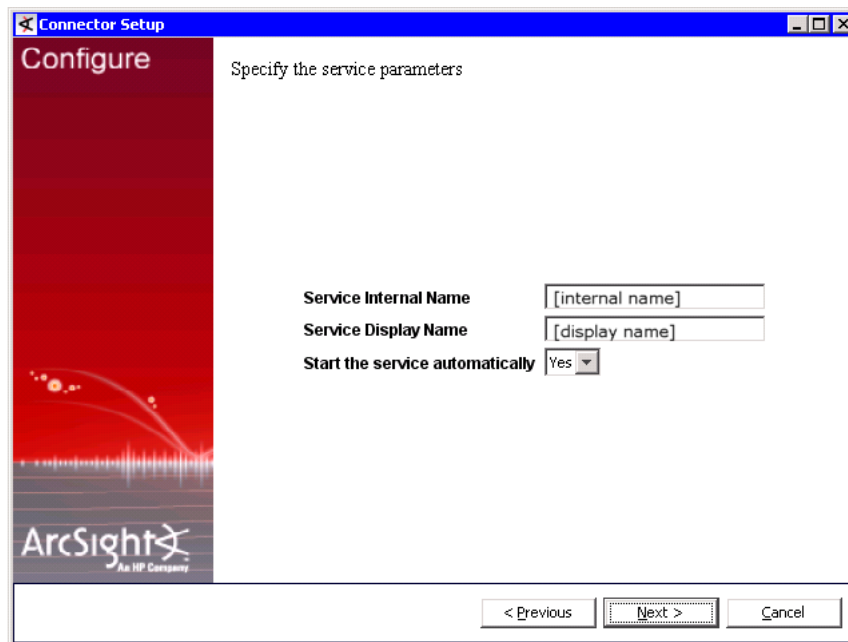 Connector Setup
Configure
Specify the service parameters
Service Internal Name [internal name]
Service Display Name [display name]
Start the service automatically Yes
ArcSight
An HP Company
< Previous Next > Cancel